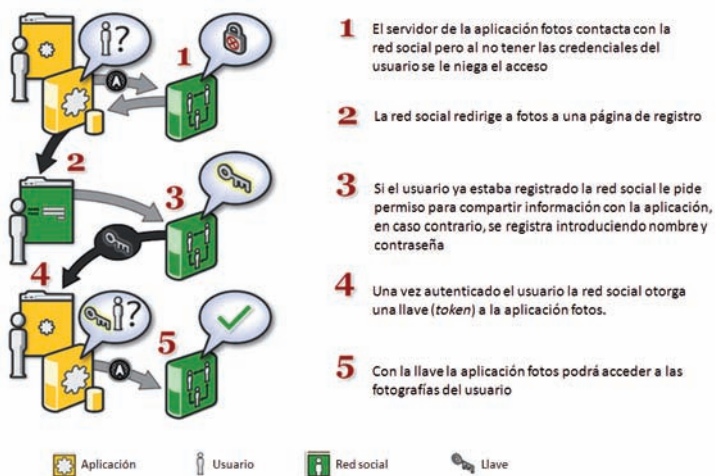 1 El servidor de la aplicación fotos contacta con la
red social pero al no tener las credenciales del
usuario se le niega el acceso
2 La red social redirige a fotos a una página de registro
3 Si el usuario ya estaba registrado la red social le pide
permiso para compartir información con la aplicación,
en caso contrario, se registra introduciendo nombre y
contraseña
4 Una vez autenticado el usuario la red social otorga
una llave (token) a la aplicación fotos.
5 Con la llave la aplicación fotos podrá acceder a las
fotografías del usuario
?
A
1
2
3
4
?
A
5
Aplicación
Usuario
Red social
Llave